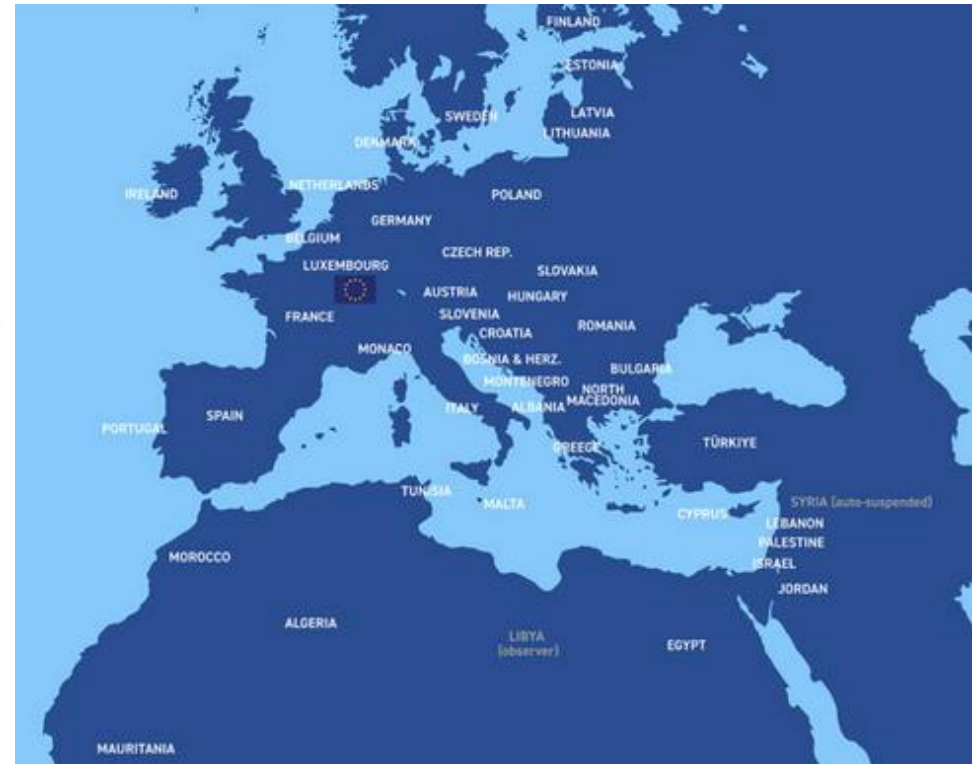 FINLAND
ESTONIA
SWEDEN
LATVIA
LITHUANIA
DENMARK
NETHERLANDS
IRELAND
POLAND
GERMANY
BELGIUM
CZECH REP.
LUXEMBOURG
SLOVAKIA
AUSTRIA
HUNGARY
FRANCE
SLOVENIA
ROMANIA
CROATIA
MONACO
BOSNIA & HERZ.
BULGARIA
MONTENEGRO
NORTH
MACEDONIA
ITALY
ALBANIA
SPAIN
PORTUGAL
GREECE
TÜRKIYE
TUNISIA
MALTA
CYPRUS
SYRIA (auto-suspended)
LEBANON
PALESTINE
ISRAEL
JORDAN
MOROCCO
ALGERIA
LIBYA
(observer)
EGYPT
MAURITANIA